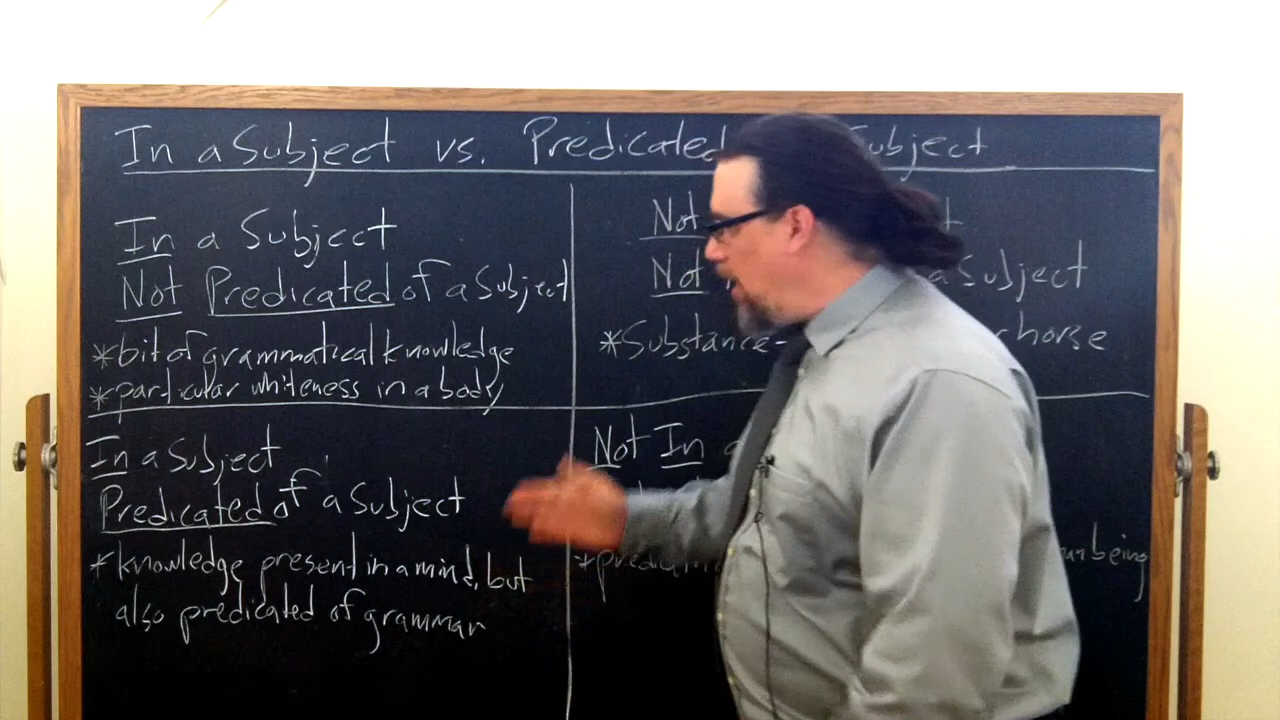 In a Subject vs. Predicated Subject
In a Subject
Not Predicated of a Subject
*bit of grammatical knowledge
*particular whiteness in a body
Not
Not a Subject
*Substance- horse
In a Subject
Predicated of a Subject
*knowledge present in a mind, but
also predicated of grammar
Not In
being